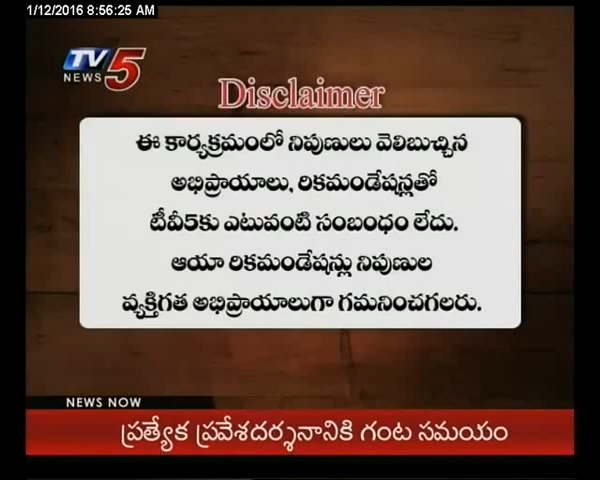 1/12/2016 8:56:25 AM
TV5
NEWS
Disclaimer
ఈ కార్యక్రమంలో నిపుణులు వెలిబుచ్చిన
అభిప్రాయాలు, రికమండేషన్లతో
టీవీ5కు ఎటువంటి సంబంధం లేదు.
ఆయా రికమండేషన్లు నిపుణుల
వ్యక్తిగత అభిప్రాయాలుగా గమనించగలరు.
NEWS NOW
ప్రత్యేక ప్రవేశదర్శనానికి గంట సమయం